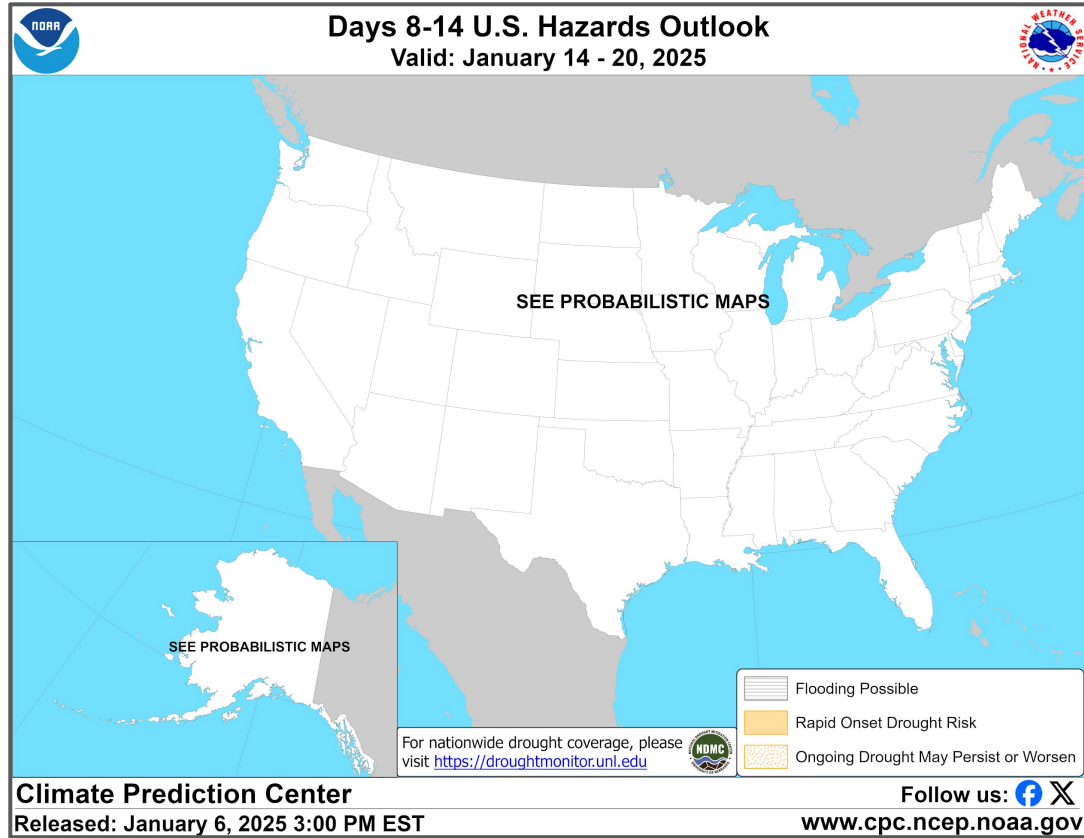 NOAA
Days 8-14 U.S. Hazards Outlook
Valid: January 14 - 20, 2025
NATIONAL WEATHER SERVICE
SEE PROBABILISTIC MAPS
SEE PROBABILISTIC MAPS
Flooding Possible
Rapid Onset Drought Risk
Ongoing Drought May Persist or Worsen
For nationwide drought coverage, please
visit https://droughtmonitor.unl.edu
NDMC
Climate Prediction Center
Follow us:
Released: January 6, 2025 3:00 PM EST
www.cpc.ncep.noaa.gov